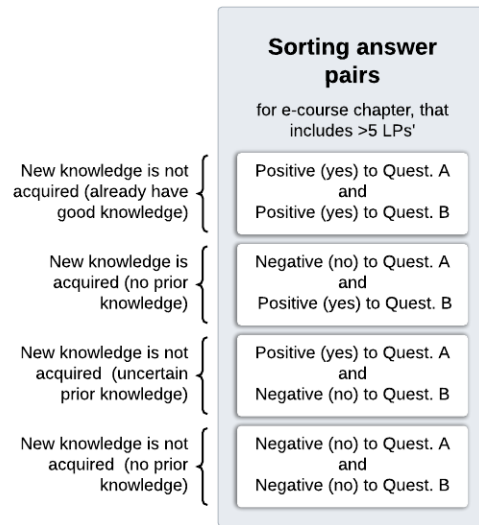 Sorting answer
pairs
for e-course chapter, that
includes >5 LPs'
New knowledge is not
acquired (already have
good knowledge)
Positive (yes) to Quest. A
and
Positive (yes) to Quest. B
New knowledge is
acquired (no prior
knowledge)
Negative (no) to Quest. A
and
Positive (yes) to Quest. B
New knowledge is not
acquired (uncertain
prior knowledge)
Positive (yes) to Quest. A
and
Negative (no) to Quest. B
New knowledge is not
acquired (no prior
knowledge)
Negative (no) to Quest. A
and
Negative (no) to Quest. B